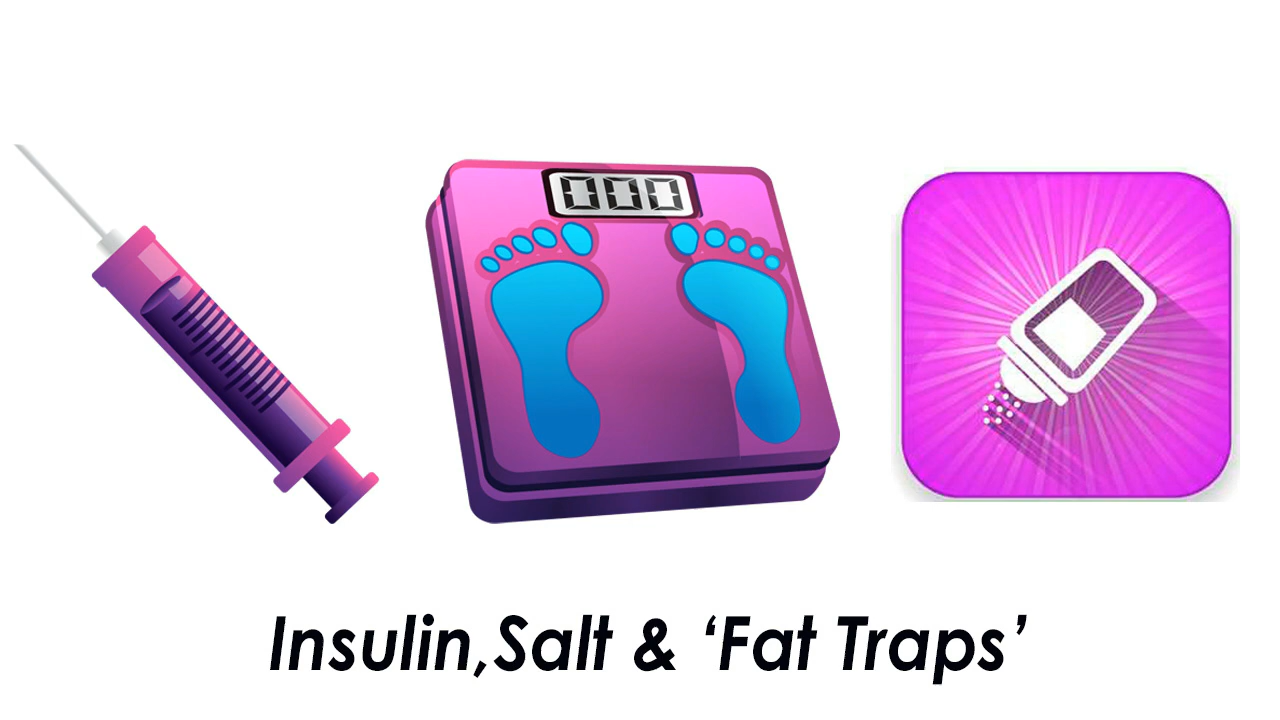 000
Insulin,Salt & ‘Fat Traps’